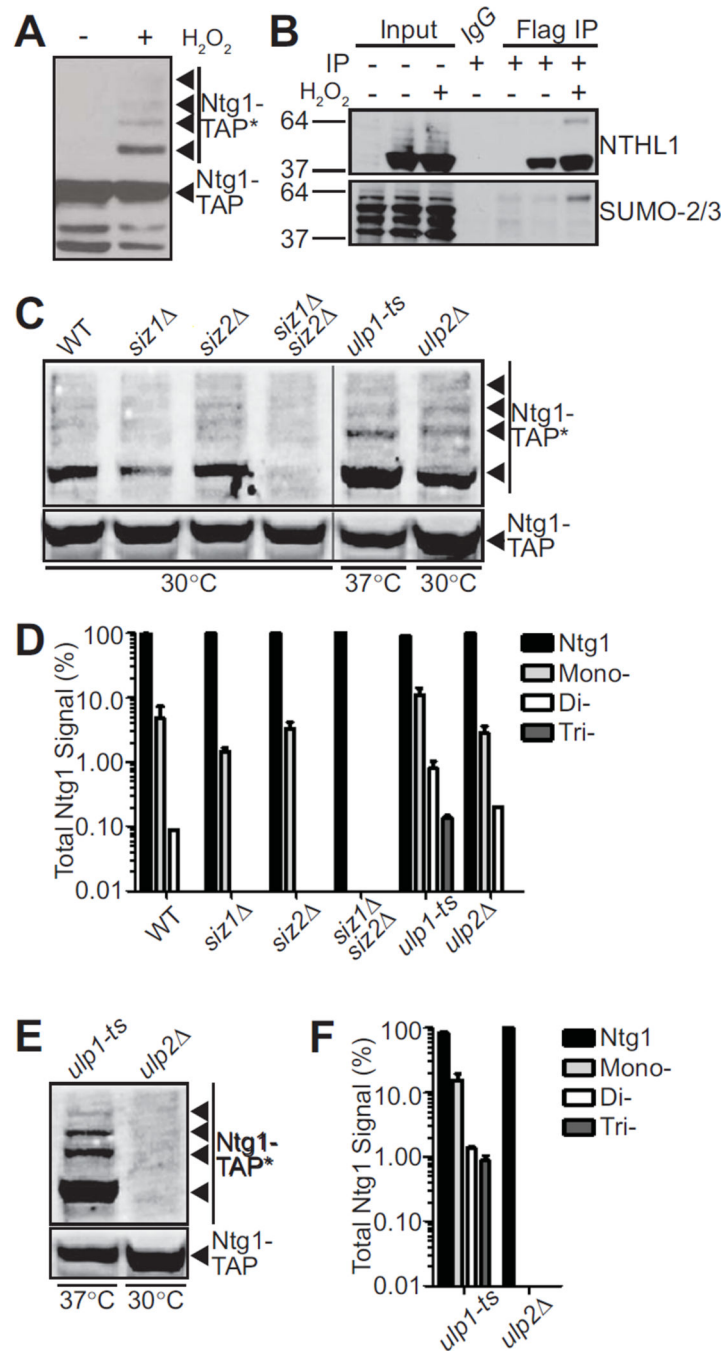 A
- + H2O2
Ntg1-
TAP*
Ntg1-
TAP
B
Input IgG Flag IP
IP - - - + + + +
H2O2 - - + - - +
64
37
NTHL1
64
37
SUMO-2/3
C
WT siz1Δ siz2Δ siz1Δ siz2Δ ulp1-ts ulp2Δ
Ntg1-
TAP*
Ntg1-
TAP
30°C 37°C 30°C
D
Total Ntg1 Signal (%)
100
10.0
1.00
0.10
0.01
WT siz1Δ siz2Δ siz1Δ siz2Δ ulp1-ts ulp2Δ
Ntg1
Mono-
Di-
Tri-
E
ulp1-ts ulp2Δ
Ntg1-
TAP*
Ntg1-
TAP
37°C 30°C
F
Total Ntg1 Signal (%)
100
10.0
1.00
0.10
0.01
ulp1-ts ulp2Δ
Ntg1
Mono-
Di-
Tri-